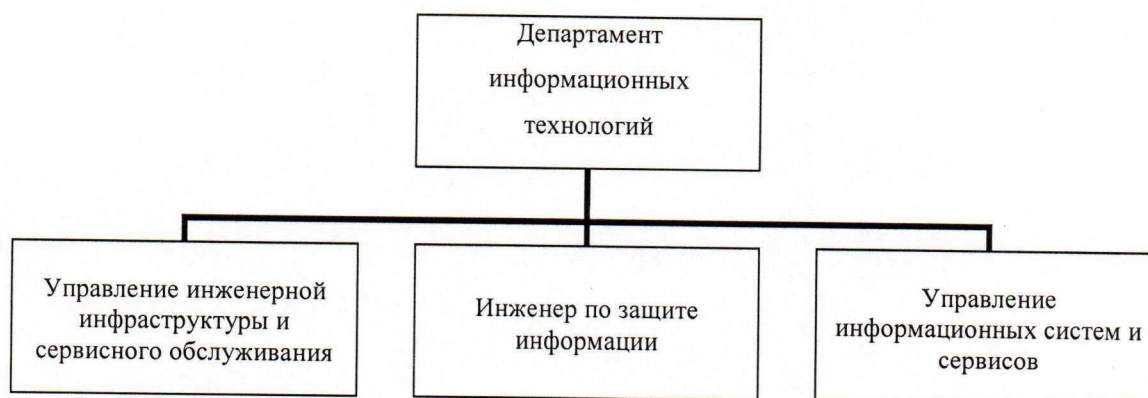 Департамент
информационных
технологий
Управление инженерной
инфраструктуры и
сервисного обслуживания
Инженер по защите
информации
Управление
информационных систем и
сервисов